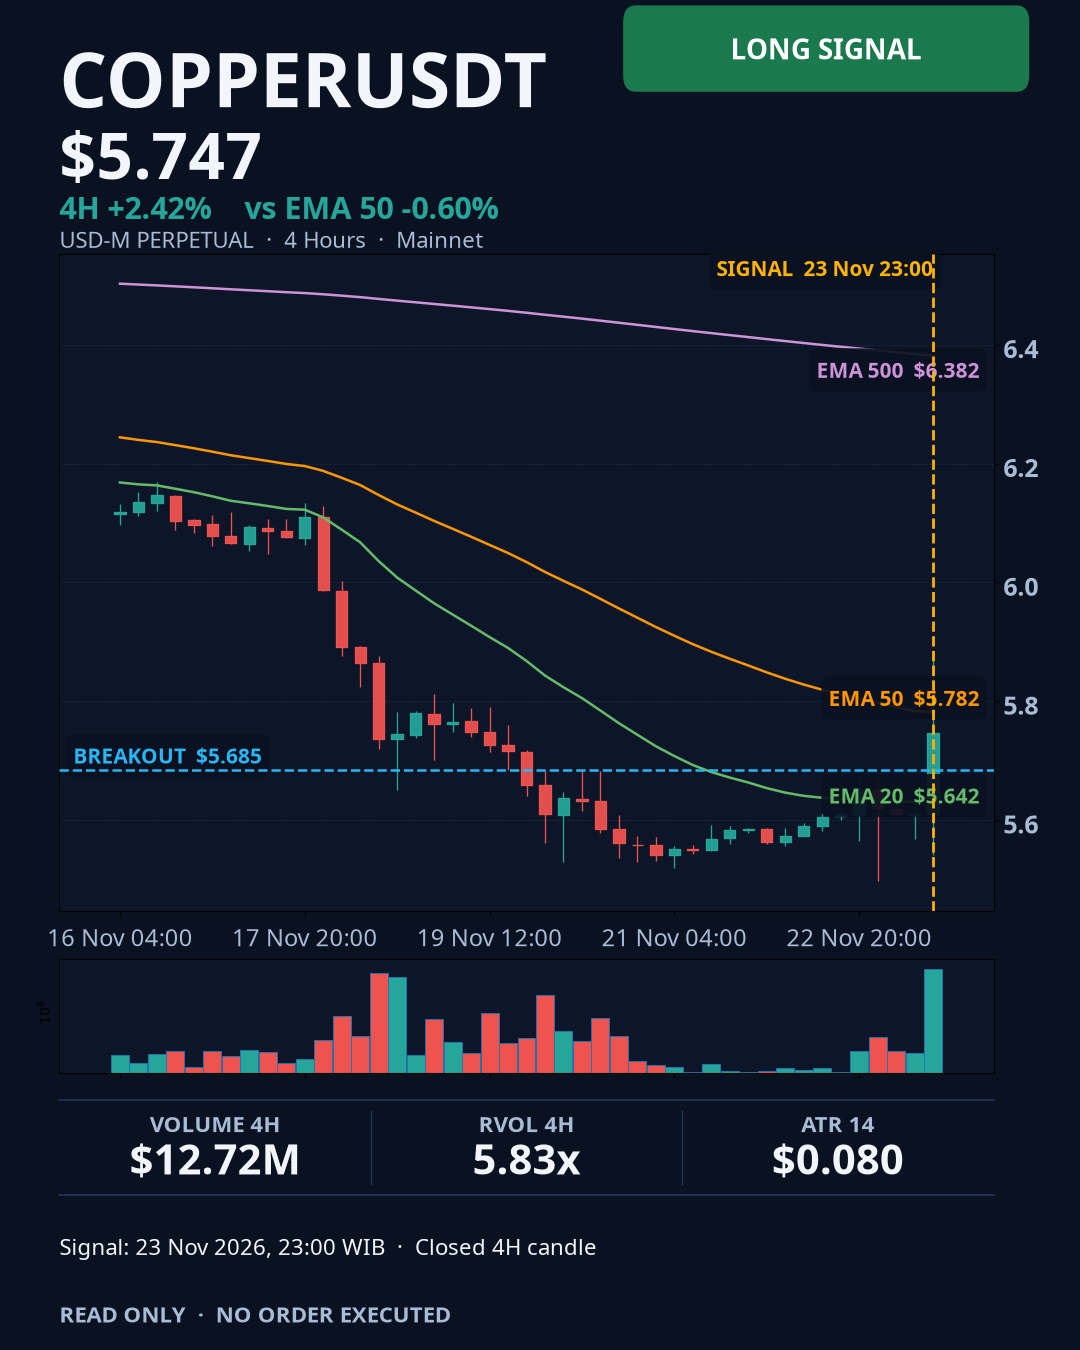 LONG SIGNAL
COPPERUSDT
$5.747
4H +2.42% vs EMA 50 -0.60%
USD-M PERPETUAL · 4 Hours · Mainnet
SIGNAL 23 Nov 23:00
6.4
EMA 500 $6.382
6.2
6.0
5.8
EMA 50 $5.782
BREAKOUT $5.685
EMA 20 $5.642
5.6
16 Nov 04:00 17 Nov 20:00 19 Nov 12:00 21 Nov 04:00 22 Nov 20:00
10⁶
VOLUME 4H RVOL 4H ATR 14
$12.72M 5.83x $0.080
Signal: 23 Nov 2026, 23:00 WIB · Closed 4H candle
READ ONLY · NO ORDER EXECUTED